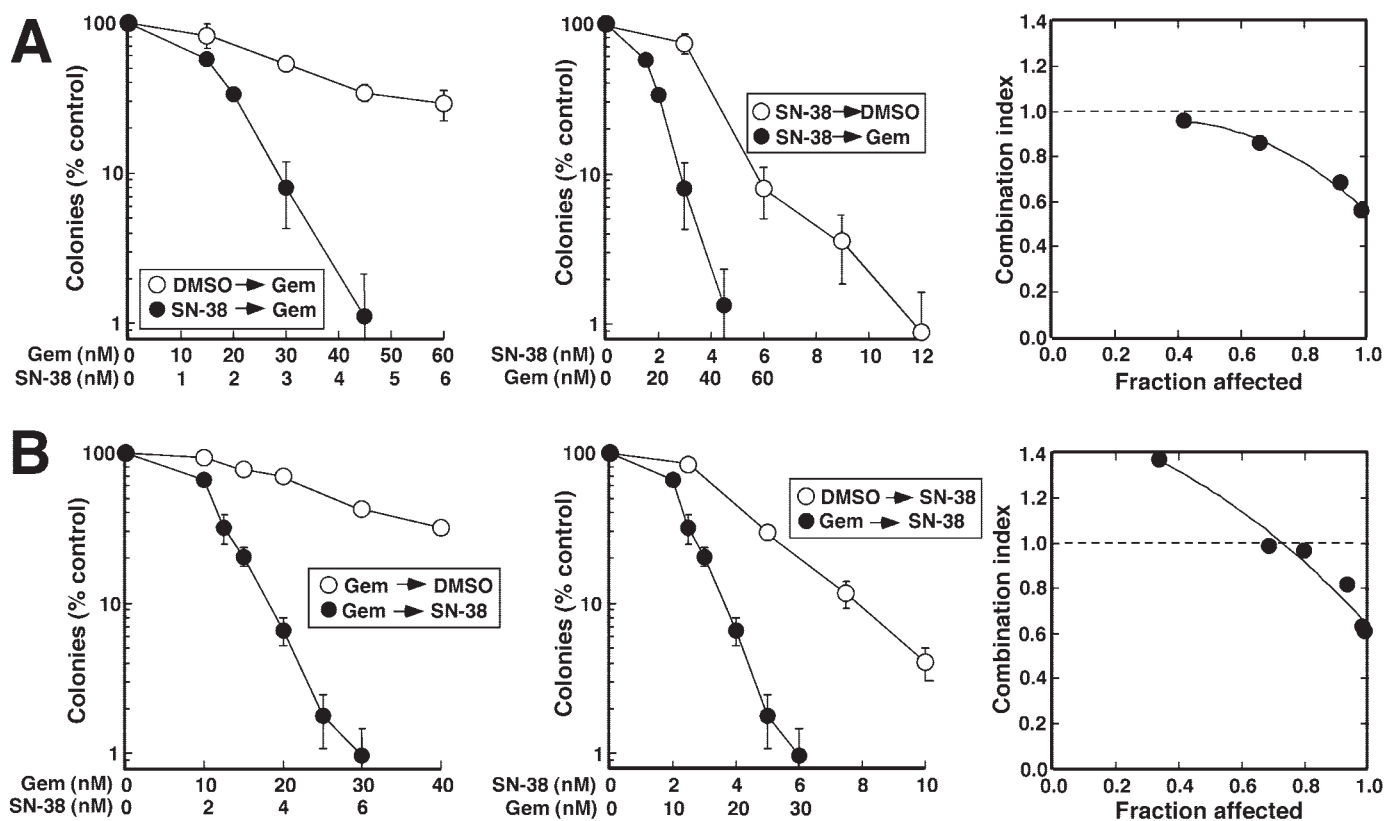 A
Colonies (% control)
100
10
1
DMSO → Gem
SN-38 → Gem
Gem (nM) 0 10 20 30 40 50 60
SN-38 (nM) 0 1 2 3 4 5 6
Colonies (% control)
100
10
1
SN-38 → DMSO
SN-38 → Gem
SN-38 (nM) 0 2 4 6 8 10 12
Gem (nM) 0 20 40 60
Combination index
1.4
1.2
1.0
0.8
0.6
0.4
0.2
0.0
0.0 0.2 0.4 0.6 0.8 1.0
Fraction affected
B
Colonies (% control)
100
10
1
Gem → DMSO
Gem → SN-38
Gem (nM) 0 10 20 30 40
SN-38 (nM) 0 2 4 6
Colonies (% control)
100
10
1
DMSO → SN-38
Gem → SN-38
SN-38 (nM) 0 2 4 6 8 10
Gem (nM) 0 10 20 30
Combination index
1.4
1.2
1.0
0.8
0.6
0.4
0.2
0.0
0.0 0.2 0.4 0.6 0.8 1.0
Fraction affected